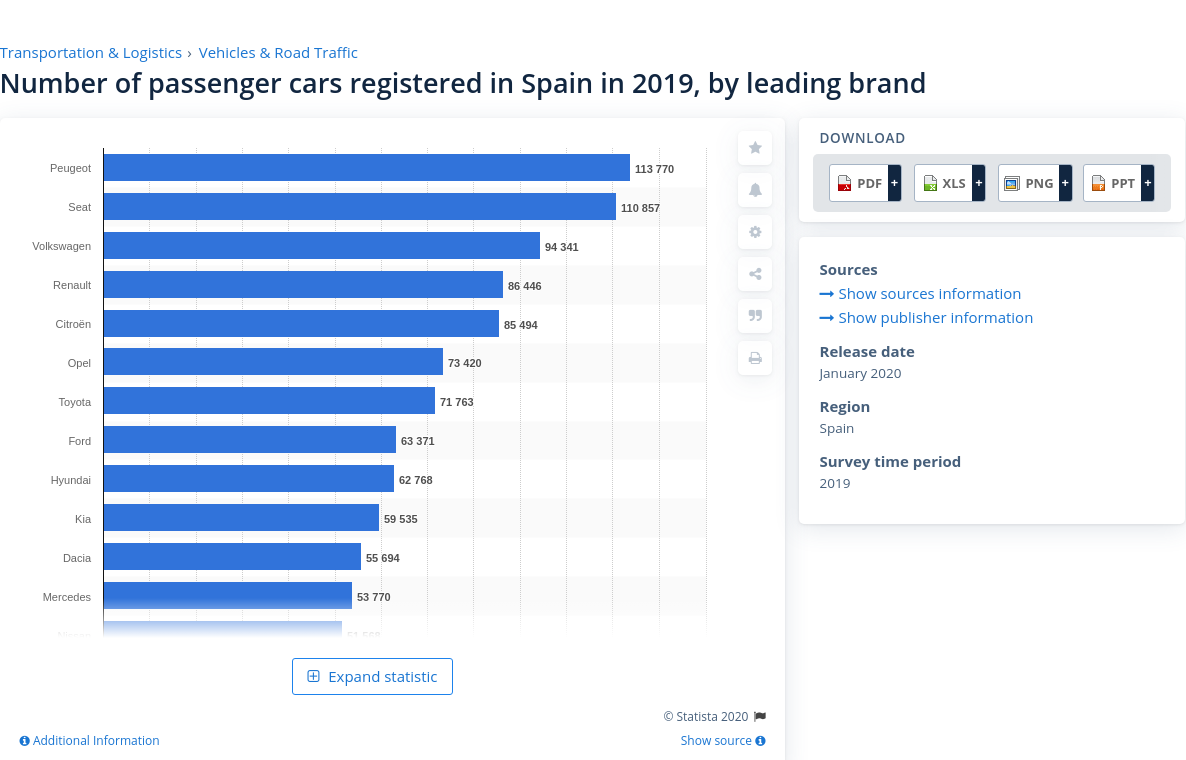 Transportation & Logistics › Vehicles & Road Traffic
Number of passenger cars registered in Spain in 2019, by leading brand
Peugeot 113 770
Seat 110 857
Volkswagen 94 341
Renault 86 446
Citroën 85 494
Opel 73 420
Toyota 71 763
Ford 63 371
Hyundai 62 768
Kia 59 535
Dacia 55 694
Mercedes 53 770
Expand statistic
© Statista 2020
Additional Information
Show source
DOWNLOAD
PDF + XLS + PNG + PPT +
Sources
Show sources information
Show publisher information
Release date
January 2020
Region
Spain
Survey time period
2019